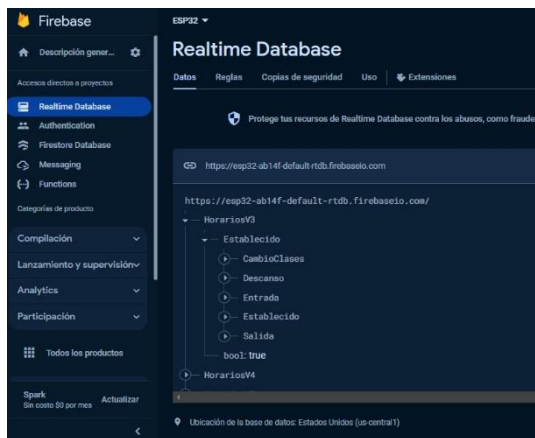 Firebase
Descripción gener...
Accesos directos a proyectos
Realtime Database
Authentication
Firestore Database
Messaging
Functions
Categorías de producto
Compilación
Lanzamiento y supervisión
Analytics
Participación
Todos los productos
Spark
Sin costo $0 por mes
Actualizar
ESP32
Realtime Database
Datos Reglas Copias de seguridad Uso Extensiones
Protege tus recursos de Realtime Database contra los abusos, como fraude
https://esp32-ab14f-default-rtdb.firebaseio.com
https://esp32-ab14f-default-rtdb.firebaseio.com/
HorariosV3
Establecido
CambioClases
Descanso
Entrada
Establecido
Salida
bool: true
HorariosV4
Ubicación de la base de datos: Estados Unidos (us-central1)